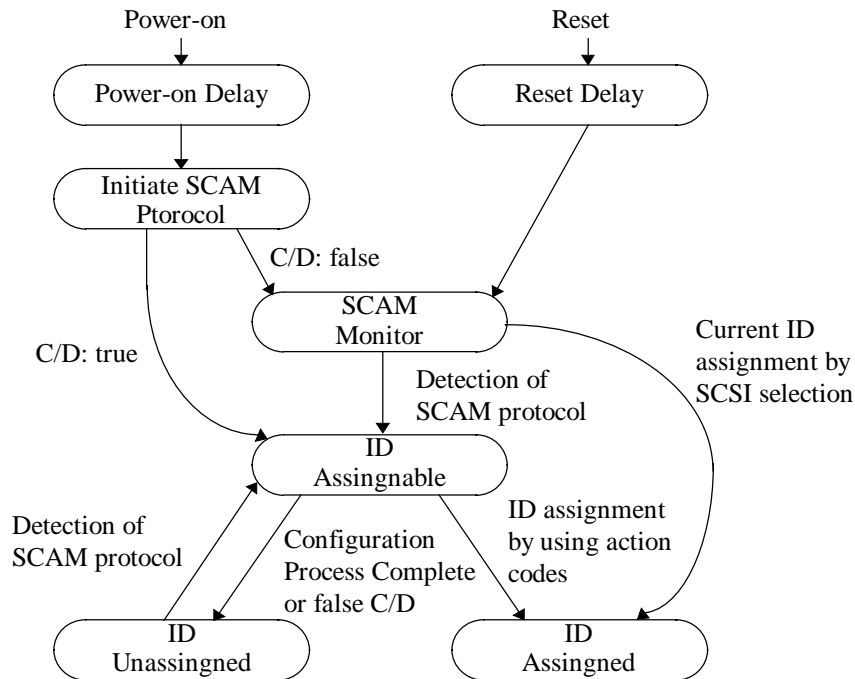 Power-on
Reset
Power-on Delay
Reset Delay
Initiate SCAM
Ptorocol
C/D: false
SCAM
Monitor
C/D: true
Current ID
assignment by
SCSI selection
Detection of
SCAM protocol
ID
Assingnable
Detection of
SCAM protocol
Configuration
Process Complete
or false C/D
ID assignment
by using action
codes
ID
Unassingned
ID
Assingned